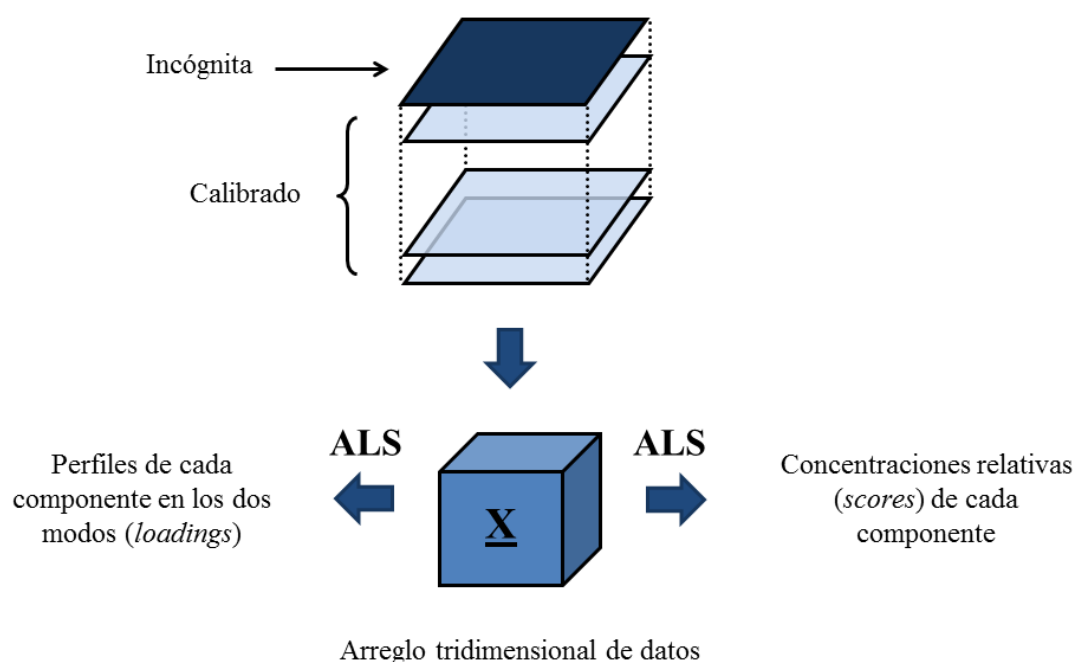 Incógnita
Calibrado
ALS
ALS
Perfiles de cada
componente en los dos
modos (loadings)
X
Concentraciones relativas
(scores) de cada
componente
Arreglo tridimensional de datos